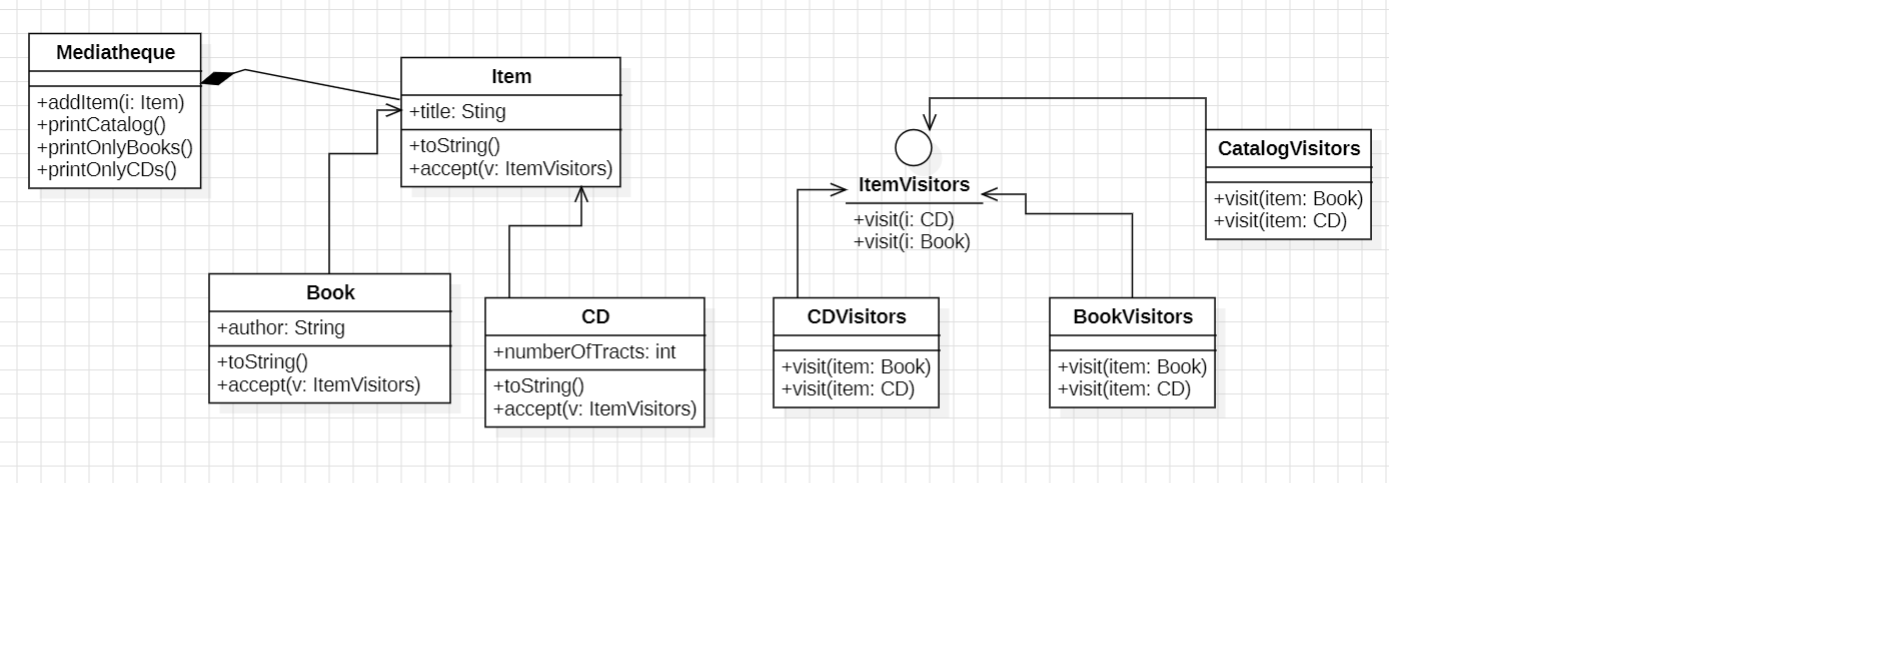 Mediatheque
+addItem(i: Item)
+printCatalog()
+printOnlyBooks()
+printOnlyCDs()
Item
+title: Sting
+toString()
+accept(v: ItemVisitors)
Book
+author: String
+toString()
+accept(v: ItemVisitors)
CD
+numberOfTracts: int
+toString()
+accept(v: ItemVisitors)
ItemVisitors
+visit(i: CD)
+visit(i: Book)
CatalogVisitors
+visit(item: Book)
+visit(item: CD)
CDVisitors
+visit(item: Book)
+visit(item: CD)
BookVisitors
+visit(item: Book)
+visit(item: CD)